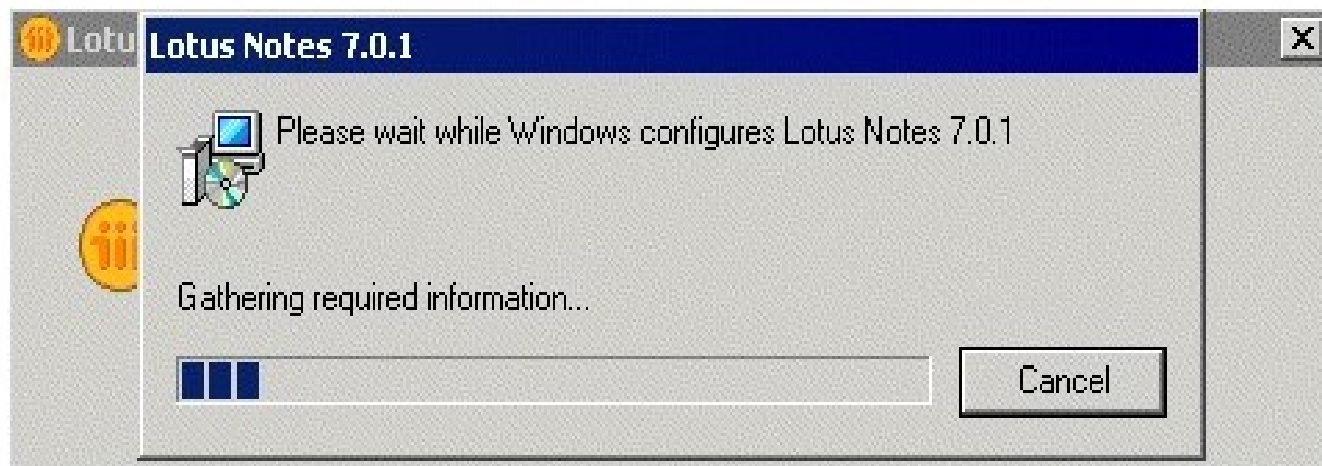 Lotu
Lotus Notes 7.0.1
Please wait while Windows configures Lotus Notes 7.0.1
Gathering required information...
Cancel